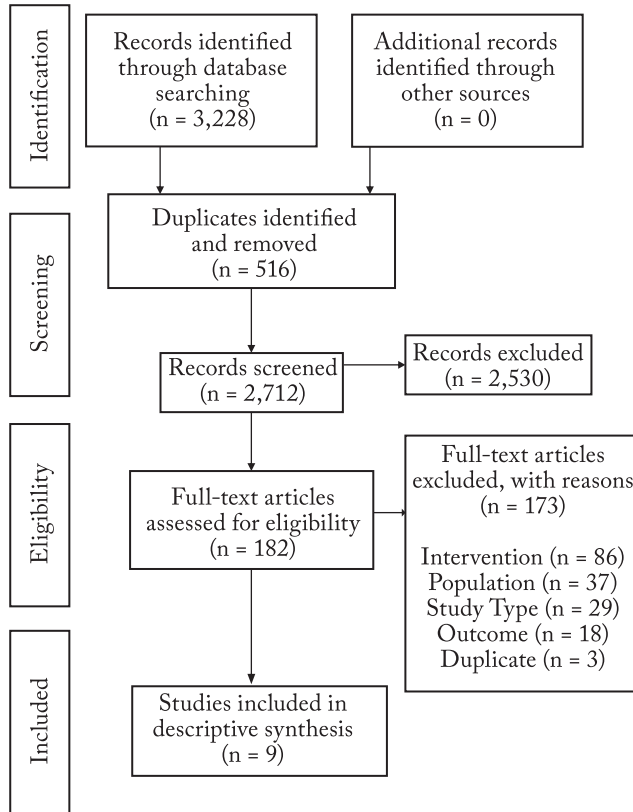 Identification
Records identified
through database
searching
(n = 3,228)
Additional records
identified through
other sources
(n = 0)
Duplicates identified
and removed
(n = 516)
Screening
Records screened
(n = 2,712)
Records excluded
(n = 2,530)
Eligibility
Full-text articles
assessed for eligibility
(n = 182)
Full-text articles
excluded, with reasons
(n = 173)
Intervention (n = 86)
Population (n = 37)
Study Type (n = 29)
Outcome (n = 18)
Duplicate (n = 3)
Included
Studies included in
descriptive synthesis
(n = 9)